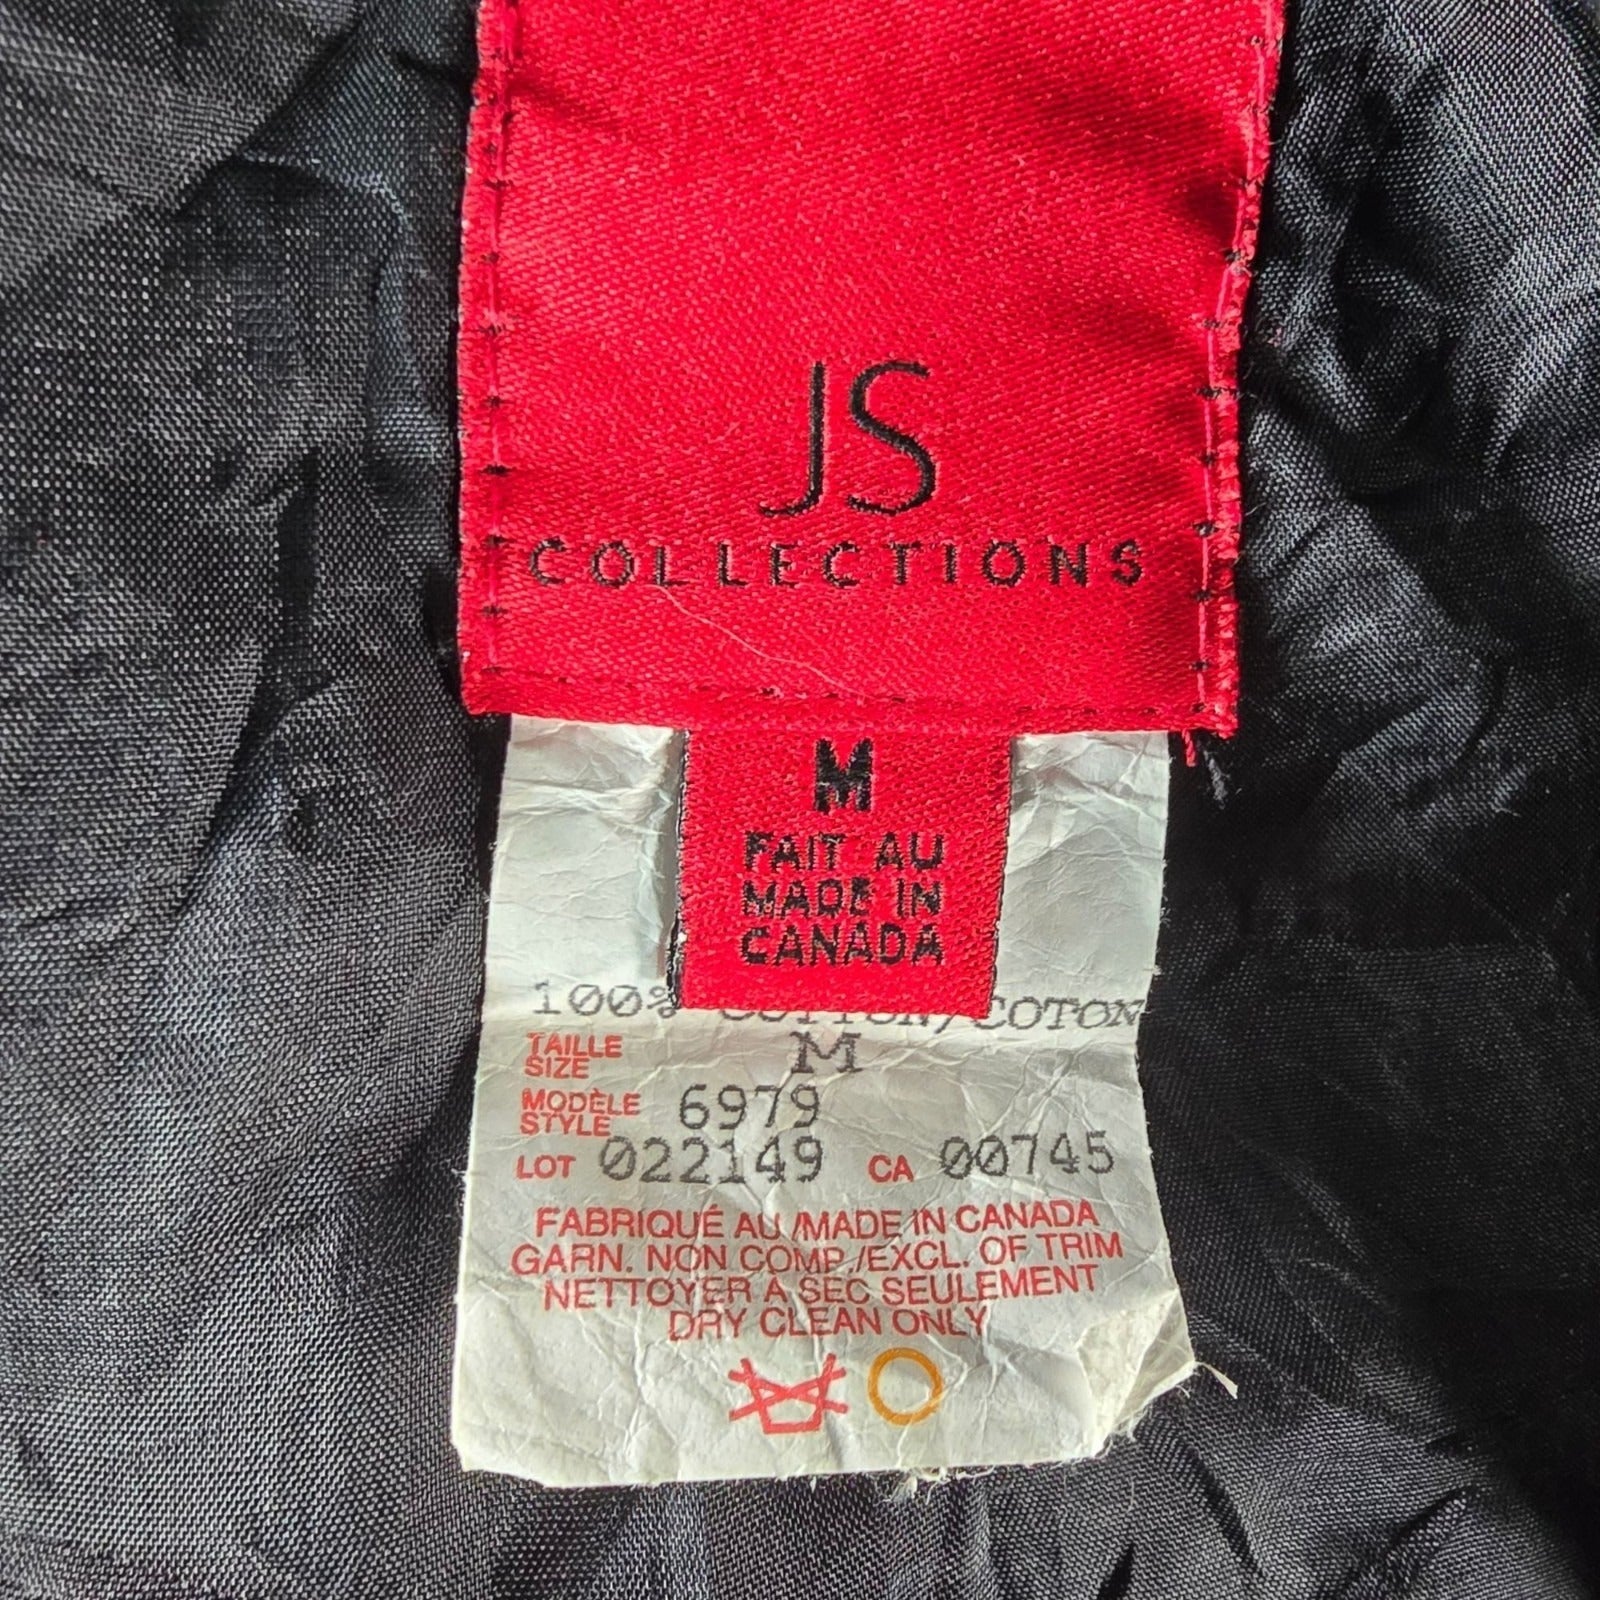 JS
COLLECTIONS
M
FAIT AU
MADE IN
CANADA
100% COTTON/COTON
TAILLE
SIZE M
MODÈLE
STYLE 6979
LOT 022149 CA 00745
FABRIQUÉ AU /MADE IN CANADA
GARN. NON COMP./EXCL. OF TRIM
NETTOYER A SEC SEULEMENT
DRY CLEAN ONLY